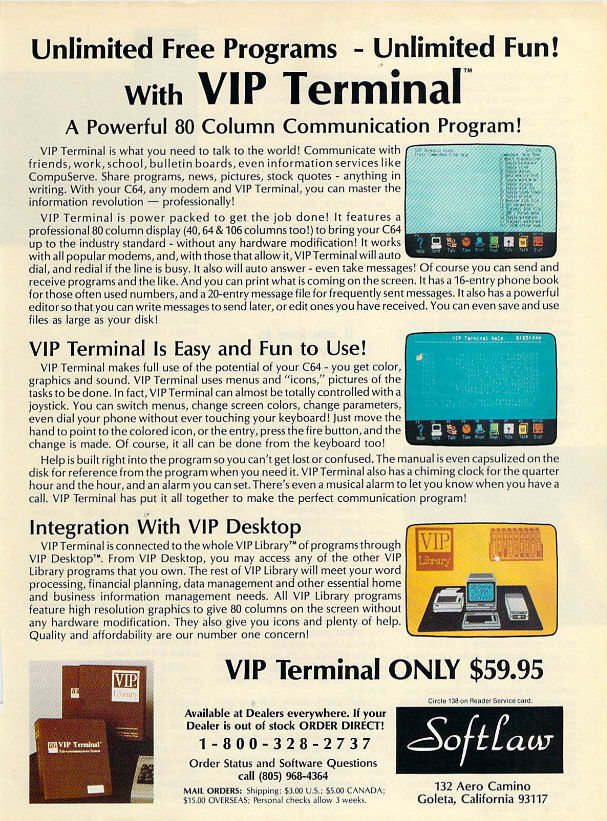 Unlimited Free Programs - Unlimited Fun!
With VIP Terminal™
A Powerful 80 Column Communication Program!
VIP Terminal is what you need to talk to the world! Communicate with
friends, work, school, bulletin boards, even information services like
CompuServe. Share programs, news, pictures, stock quotes - anything in
writing. With your C64, any modem and VIP Terminal, you can master the
information revolution — professionally!
VIP Terminal is power packed to get the job done! It features a
professional 80 column display (40, 64 & 106 columns too!) to bring your C64
up to the industry standard - without any hardware modification! It works
with all popular modems, and, with those that allow it, VIP Terminal will auto
dial, and redial if the line is busy. It also will auto answer - even take messages! Of course you can send and
receive programs and the like. And you can print what is coming on the screen. It has a 16-entry phone book
for those often used numbers, and a 20-entry message file for frequently sent messages. It also has a powerful
editor so that you can write messages to send later, or edit ones you have received. You can even save and use
files as large as your disk!
VIP Terminal Is Easy and Fun to Use!
VIP Terminal makes full use of the potential of your C64 - you get color,
graphics and sound. VIP Terminal uses menus and "icons," pictures of the
tasks to be done. In fact, VIP Terminal can almost be totally controlled with a
joystick. You can switch menus, change screen colors, change parameters,
even dial your phone without ever touching your keyboard! Just move the
hand to point to the colored icon, or the entry, press the fire button, and the
change is made. Of course, it all can be done from the keyboard too!
VIP Terminal Help
Help is built right into the program so you can't get lost or confused. The manual is even capsulized on the
disk for reference from the program when you need it. VIP Terminal also has a chiming clock for the quarter
hour and the hour, and an alarm you can set. There's even a musical alarm to let you know when you have a
call. VIP Terminal has put it all together to make the perfect communication program!
Integration With VIP Desktop
VIP Terminal is connected to the whole VIP Library™ of programs through
VIP Desktop™. From VIP Desktop, you may access any of the other VIP
Library programs that you own. The rest of VIP Library will meet your word
processing, financial planning, data management and other essential home
and business information management needs. All VIP Library programs
feature high resolution graphics to give 80 columns on the screen without
any hardware modification. They also give you icons and plenty of help.
Quality and affordability are our number one concern!
VIP
Library
VIP Terminal ONLY $59.95
VIP
Library
VIP Terminal™
Available at Dealers everywhere. If your
Dealer is out of stock ORDER DIRECT!
1-800-328-2737
Order Status and Software Questions
call (805) 968-4364
MAIL ORDERS: Shipping: $3.00 U.S.; $5.00 CANADA;
$15.00 OVERSEAS; Personal checks allow 3 weeks.
Circle 138 on Reader Service card.
Softlaw
132 Aero Camino
Goleta, California 93117